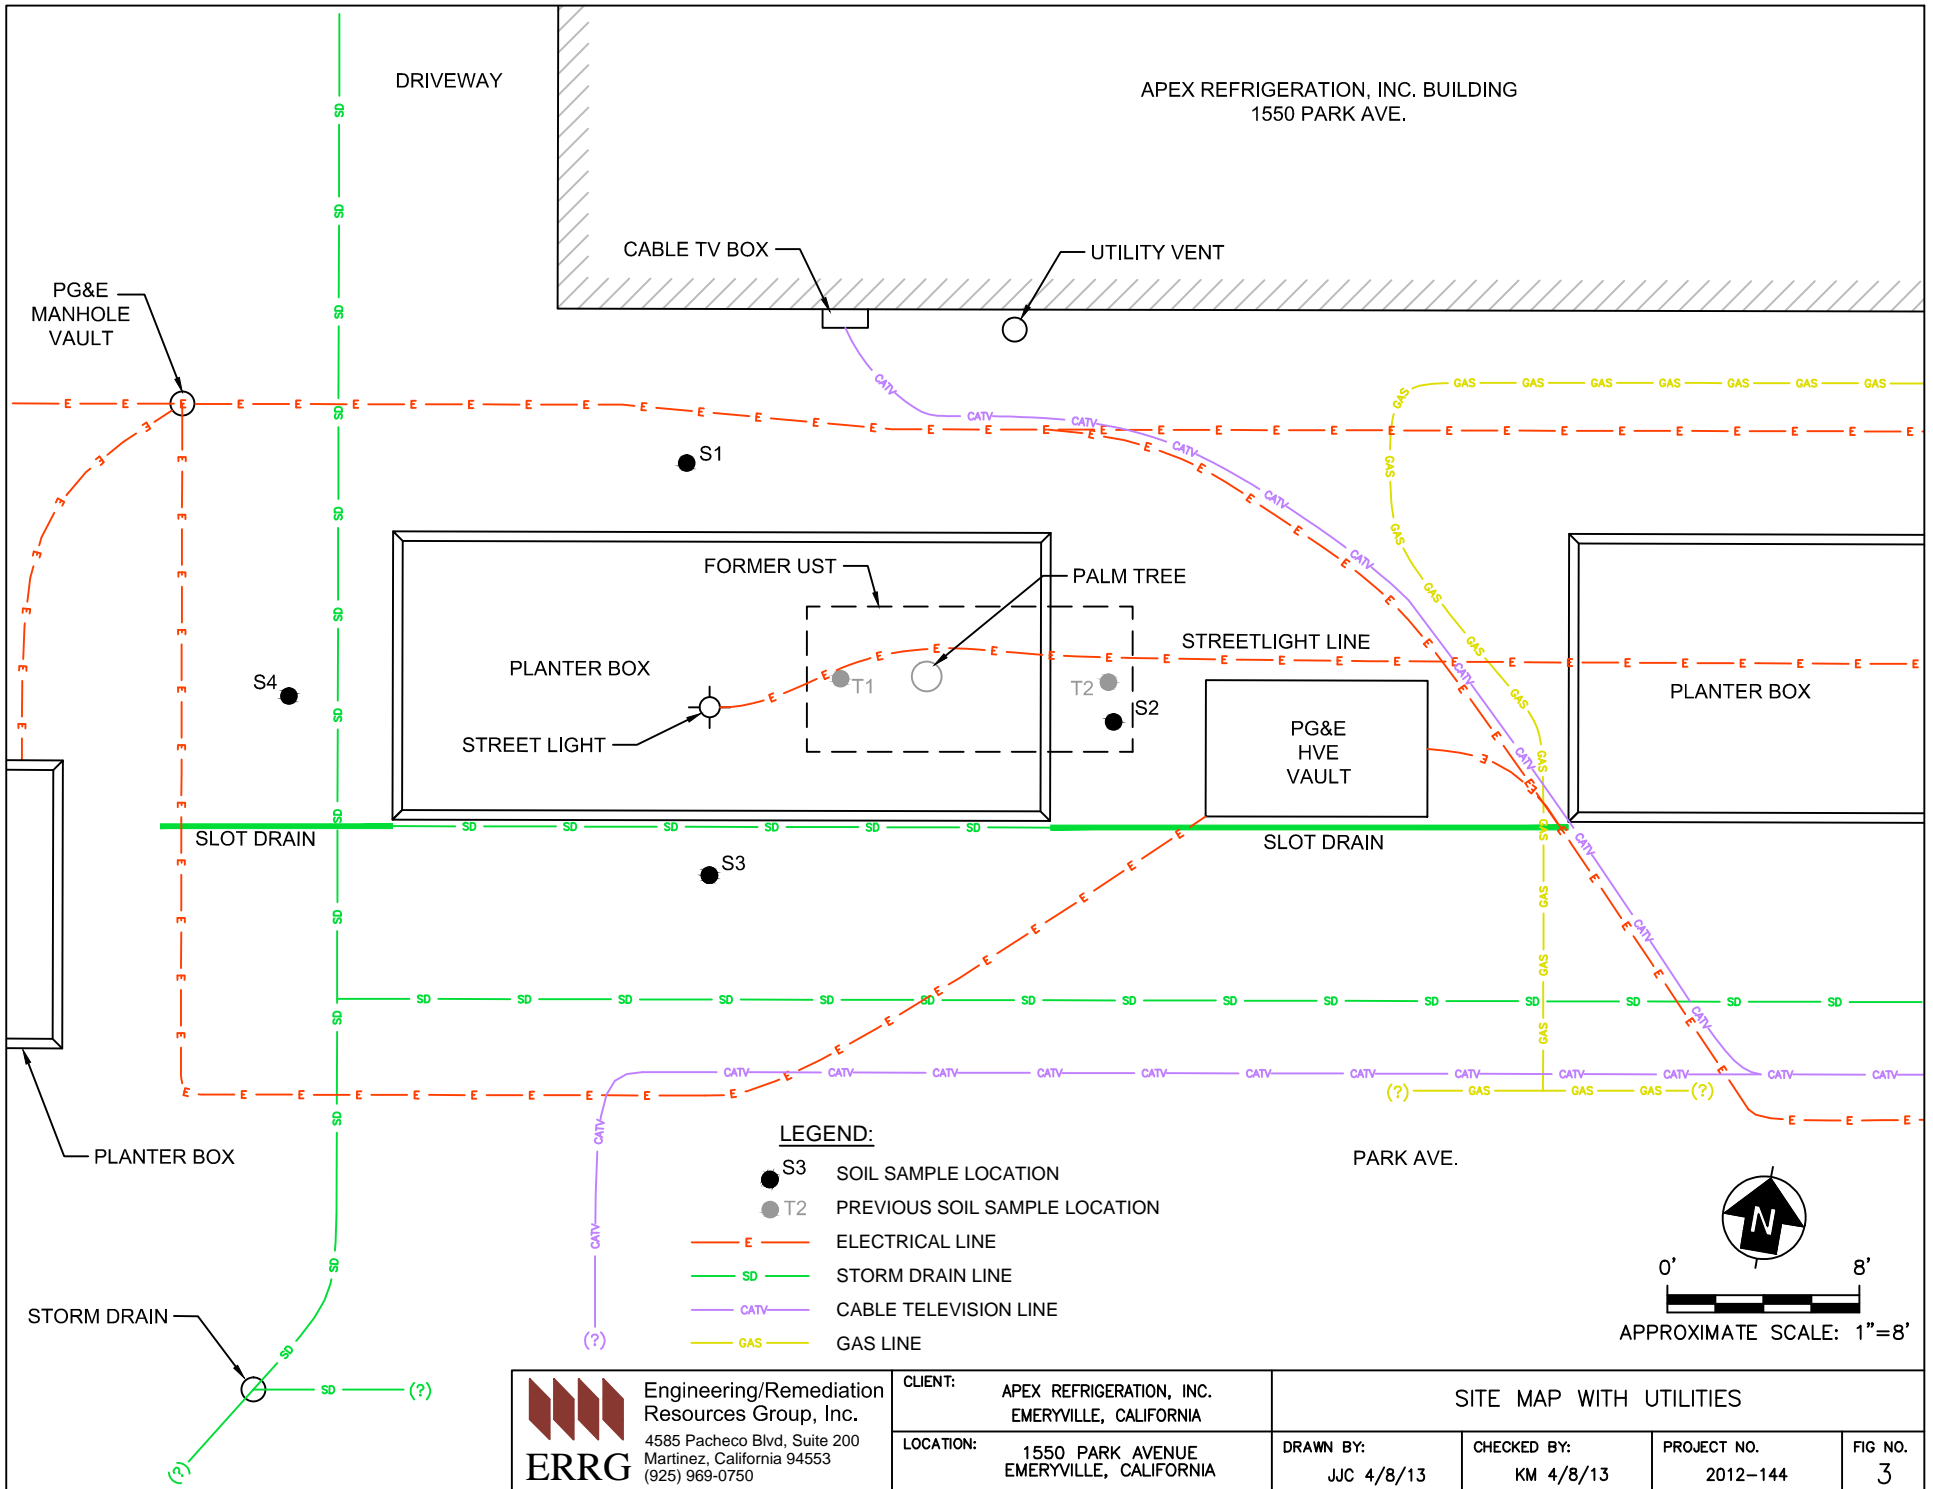 DRIVEWAY
APEX REFRIGERATION, INC. BUILDING
1550 PARK AVE.
CABLE TV BOX
UTILITY VENT
PG&E
MANHOLE
VAULT
S1
FORMER UST
PALM TREE
STREETLIGHT LINE
PLANTER BOX
S4
T1
T2
S2
PLANTER BOX
STREET LIGHT
PG&E
HVE
VAULT
SLOT DRAIN
SLOT DRAIN
S3
PLANTER BOX
PARK AVE.
STORM DRAIN
SD
E
CATV
GAS
(?)
(?)
(?)
(?)
(?)
LEGEND:
S3 SOIL SAMPLE LOCATION
T2 PREVIOUS SOIL SAMPLE LOCATION
E ELECTRICAL LINE
SD STORM DRAIN LINE
CATV CABLE TELEVISION LINE
GAS GAS LINE
N
0' 8'
APPROXIMATE SCALE: 1"=8'
ERRG
Engineering/Remediation
Resources Group, Inc.
4585 Pacheco Blvd, Suite 200
Martinez, California 94553
(925) 969-0750
CLIENT:
APEX REFRIGERATION, INC.
EMERYVILLE, CALIFORNIA
LOCATION:
1550 PARK AVENUE
EMERYVILLE, CALIFORNIA
SITE MAP WITH UTILITIES
DRAWN BY:
JJC 4/8/13
CHECKED BY:
KM 4/8/13
PROJECT NO.
2012-144
FIG NO.
3